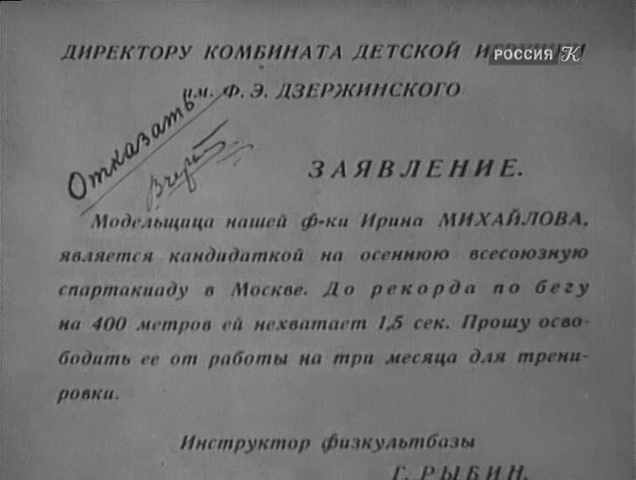 ДИРЕКТОРУ КОМБИНАТА ДЕТСКОЙ
РОССИЯ К
им. Ф. Э. ДЗЕРЖИНСКОГО
Отказать
ЗАЯВЛЕНИЕ.
Модельщица нашей ф-ки Ирина МИХАЙЛОВА,
является кандидаткой на осеннюю всесоюзную
спартакиаду в Москве. До рекорда по бегу
на 400 метров ей нехватает 1,5 сек. Прошу осво-
бодить ее от работы на три месяца для трени-
ровки.
Инструктор физкультбазы
Г. РЫБИН.